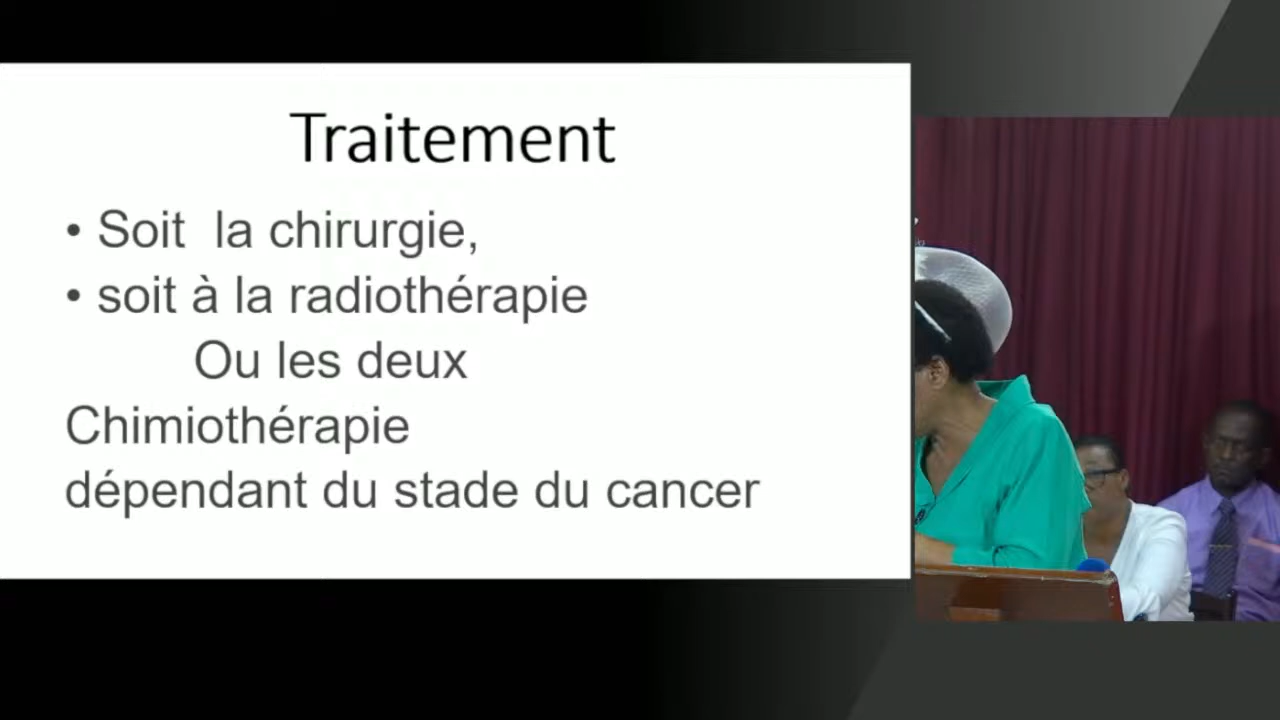 Traitement
• Soit la chirurgie,
• soit à la radiothérapie
Ou les deux
Chimiothérapie
dépendant du stade du cancer